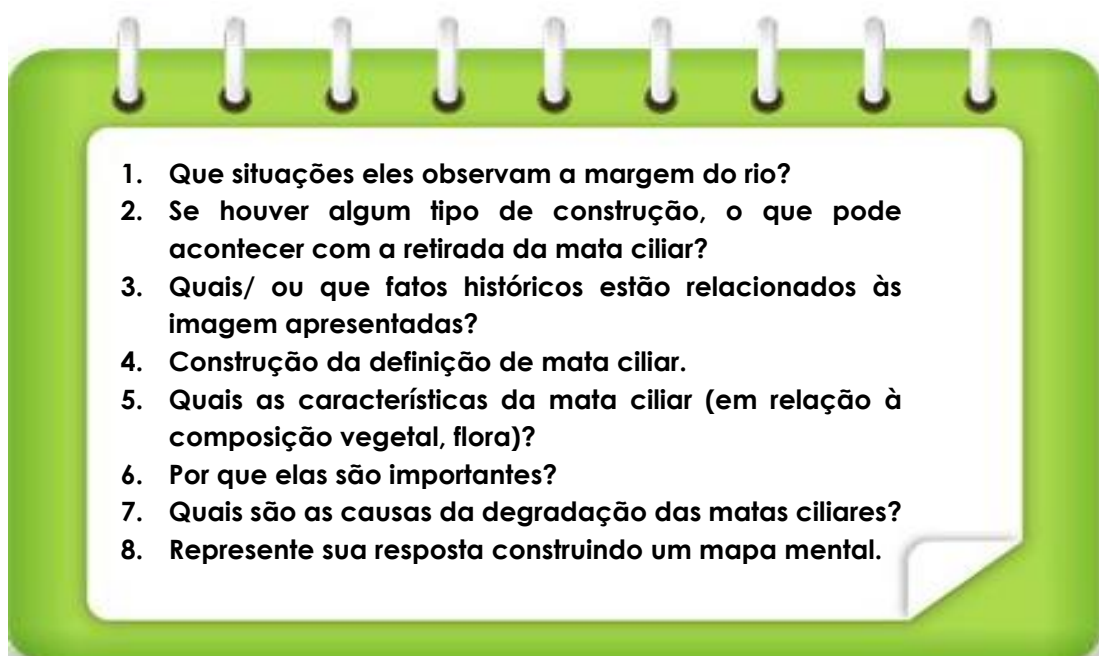 1. Que situações eles observam a margem do rio?
2. Se houver algum tipo de construção, o que pode
acontecer com a retirada da mata ciliar?
3. Quais/ ou que fatos históricos estão relacionados às
imagem apresentadas?
4. Construção da definição de mata ciliar.
5. Quais as características da mata ciliar (em relação à
composição vegetal, flora)?
6. Por que elas são importantes?
7. Quais são as causas da degradação das matas ciliares?
8. Represente sua resposta construindo um mapa mental.